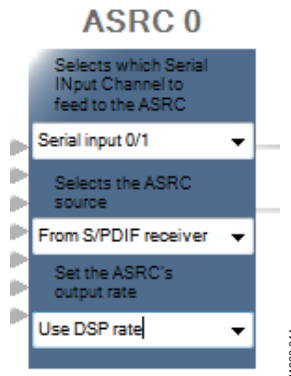 ASRC 0
Selects which Serial
INput Channel to
feed to the ASRC
Serial input 0/1
Selects the ASRC
source
From S/PDIF receiver
Set the ASRC's
output rate
Use DSP rate